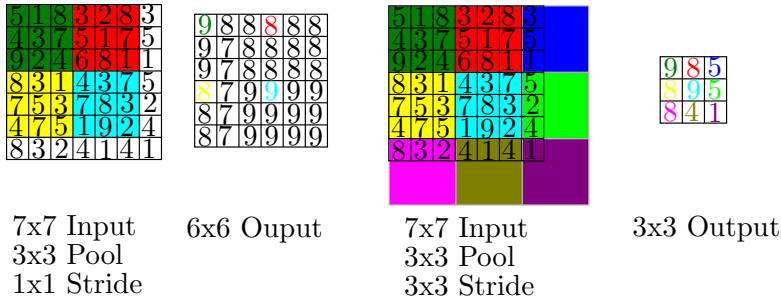 5 1 8 3 2 8 3
4 3 7 5 1 7 5
9 2 4 6 8 1 1
8 3 1 4 3 7 5
7 5 3 7 8 3 2
4 7 5 1 9 2 4
8 3 2 4 1 4 1
7x7 Input
3x3 Pool
1x1 Stride
9 8 8 8 8 8
9 7 8 8 8 8
9 7 8 8 8 8
8 7 9 9 9 9
8 7 9 9 9 9
8 7 9 9 9 9
6x6 Ouput
5 1 8 3 2 8 3
4 3 7 5 1 7 5
9 2 4 6 8 1 1
8 3 1 4 3 7 5
7 5 3 7 8 3 2
4 7 5 1 9 2 4
8 3 2 4 1 4 1
7x7 Input
3x3 Pool
3x3 Stride
9 8 5
8 9 5
8 4 1
3x3 Output